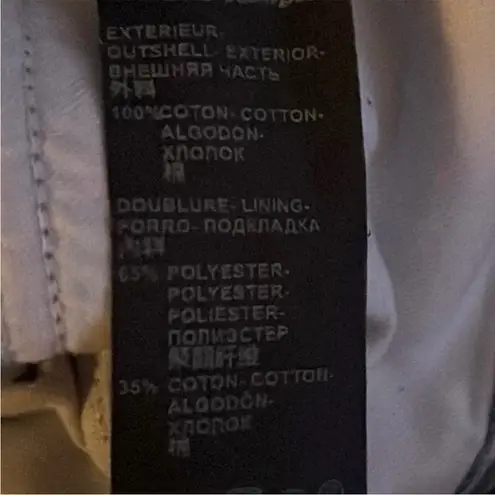 EXTERIEUR-
OUTSHELL- EXTERIOR-
ВНЕШНЯЯ ЧАСТЬ
外料
100% COTON- COTTON-
ALGODON-
ХЛОПОК
棉
DOUBLURE- LINING-
FORRO- ПОДКЛАДКА
65% POLYESTER-
POLYESTER-
POLIESTER-
ПОЛИЭСТЕР
35% COTON- COTTON-
ALGODON-
ХЛОПОК
棉